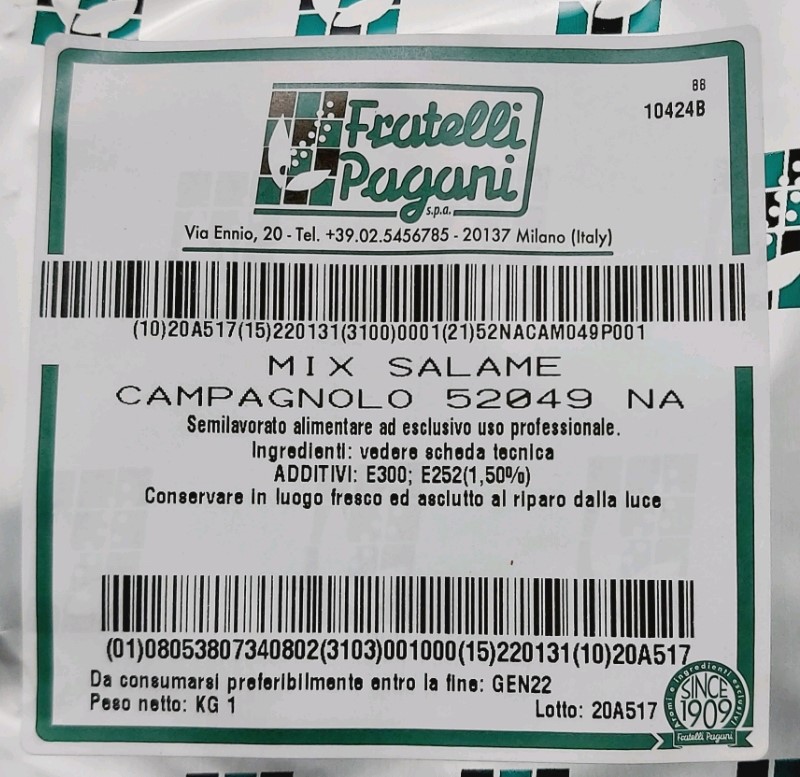 BB
10424B
Fratelli
Pagani
s.p.a.
Via Ennio, 20 - Tel. +39.02.5456785 - 20137 Milano (Italy)
(10)20A517(15)220131(3100)0001(21)52NACAM049P001
MIX SALAME
CAMPAGNOLO 52049 NA
Semilavorato alimentare ad esclusivo uso professionale.
Ingredienti: vedere scheda tecnica
ADDITIVI: E300; E252(1,50%)
Conservare in luogo fresco ed asciutto al riparo dalla luce
(01)08053807340802(3103)001000(15)220131(10)20A517
Da consumarsi preferibilmente entro la fine: GEN22
Peso netto: KG 1
Lotto: 20A517
Aromi e ingredienti esclusivi
SINCE
1909
Fratelli Pagani